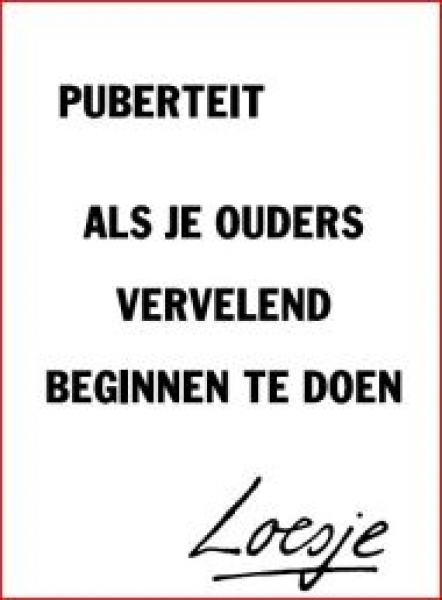 PUBERTEIT
ALS JE OUDERS
VERVELEND
BEGINNEN TE DOEN
Loesje